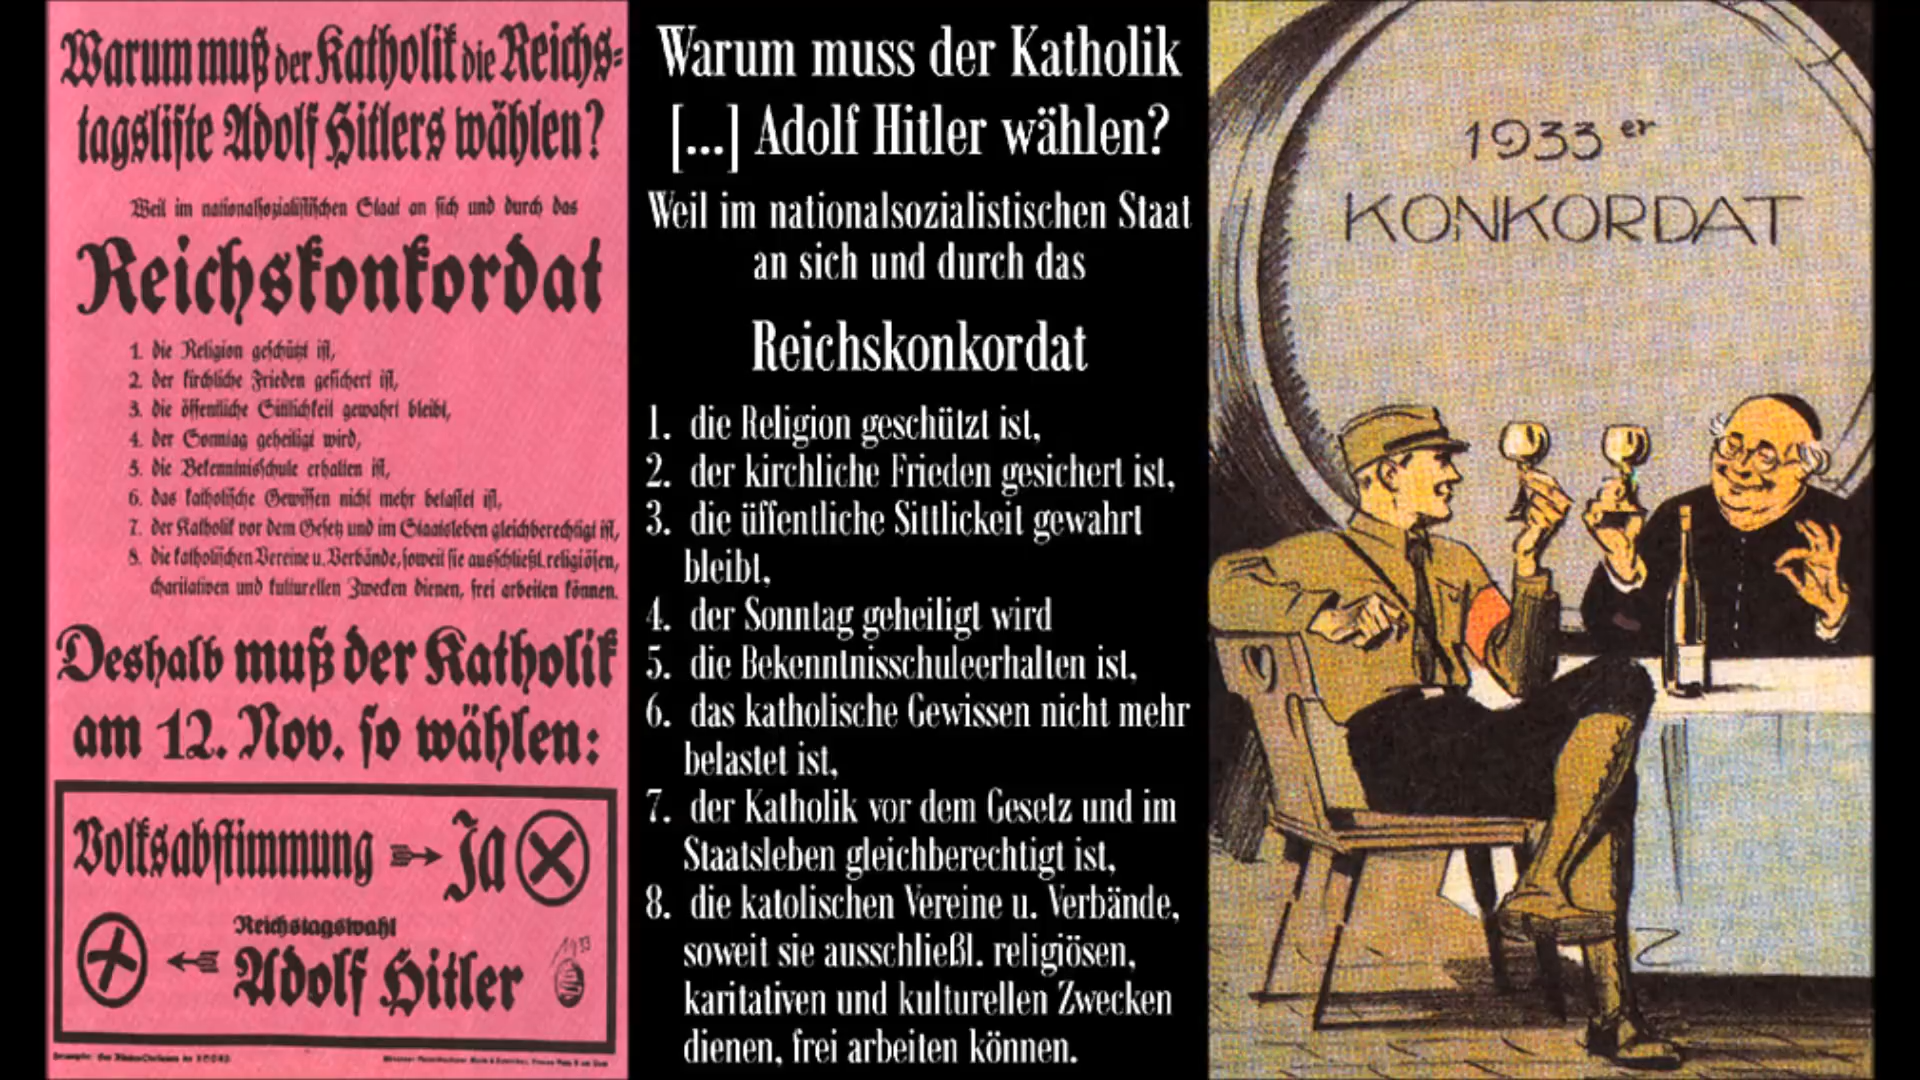 Warum muß der Katholik die Reichs=
tagsliste Adolf Hitlers wählen?
Weil im nationalsozialistischen Staat an sich und durch das
Reichskonkordat
1. die Religion geschützt ist,
2. der kirchliche Frieden gesichert ist,
3. die öffentliche Sittlichkeit gewahrt bleibt,
4. der Sonntag geheiligt wird,
5. die Bekenntnisschule erhalten ist,
6. das katholische Gewissen nicht mehr belastet ist,
7. der Katholik vor dem Gesetz und im Staatsleben gleichberechtigt ist,
8. die katholischen Vereine u. Verbände, soweit sie ausschließl. religiösen,
charitativen und kulturellen Zwecken dienen, frei arbeiten können.
Deshalb muß der Katholik
am 12. Nov. so wählen:
Volksabstimmung Ja
Reichstagswahl
Adolf Hitler
1933
Warum muss der Katholik
[...] Adolf Hitler wählen?
Weil im nationalsozialistischen Staat
an sich und durch das
Reichskonkordat
1. die Religion geschützt ist,
2. der kirchliche Frieden gesichert ist,
3. die üffentliche Sittlickeit gewahrt
bleibt,
4. der Sonntag geheiligt wird
5. die Bekenntnisschuleerhalten ist,
6. das katholische Gewissen nicht mehr
belastet ist,
7. der Katholik vor dem Gesetz und im
Staatsleben gleichberechtigt ist,
8. die katolischen Vereine u. Verbände,
soweit sie ausschließl. religiösen,
karitativen und kulturellen Zwecken
dienen, frei arbeiten können.
1933er
KONKORDAT